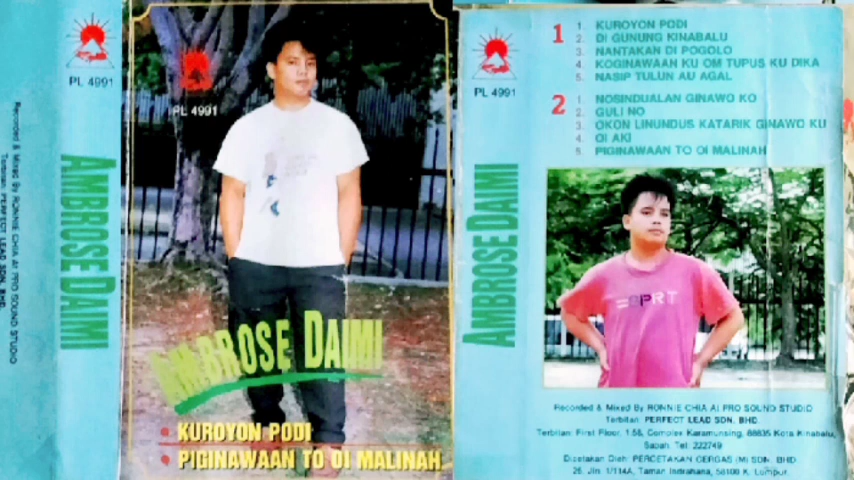 PL 4991
AMBROSE DAIMI
Recorded & Mixed By RONNIE CHIA At PRO SOUND STUDIO
Terbitan: PERFECT LEAD SDN. BHD.
PL 4991
AMBROSE DAIMI
• KUROYON PODI
• PIGINAWAAN TO OI MALINAH
PL 4991
AMBROSE DAIMI
1
1. KUROYON PODI
2. DI GUNUNG KINABALU
3. NANTAKAN DI POGOLO
4. KOGINAWAAN KU OM TUPUS KU DIKA
5. NASIP TULUN AU AGAL
2
1. NOSINDUALAN GINAWO KO
2. GULI NO
3. OKON LINUNDUS KATARIK GINAWO KU
4. OI AKI
5. PIGINAWAAN TO OI MALINAH
ESPRIT
Recorded & Mixed By RONNIE CHIA At PRO SOUND STUDIO
Terbitan: PERFECT LEAD SDN. BHD.
Terbitan: First Floor, 1.58, Complex Karamunsing, 88835 Kota Kinabalu,
Sabah Tel: 222749
Dicetakan Oleh: PERCETAKAN CERGAS (M) SDN. BHD
26, Jln. 1/114A, Taman Indrahana, 58100 K. Lumpur.